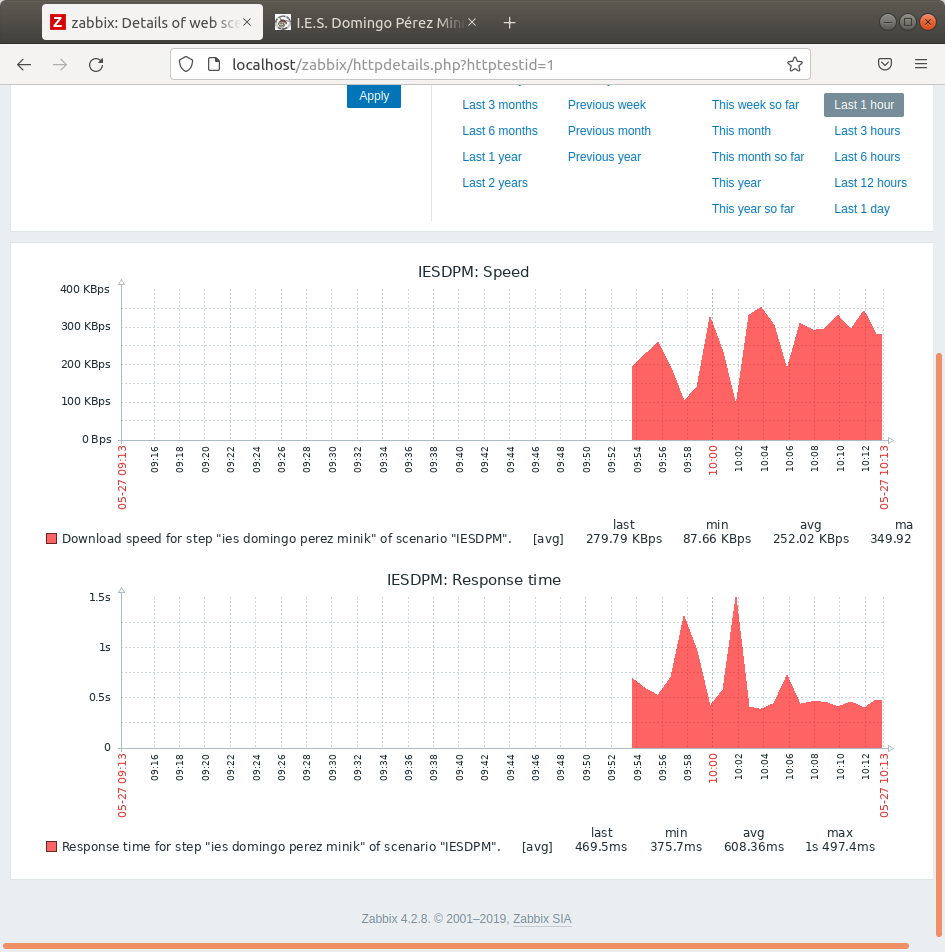 zabbix: Details of web sce
I.E.S. Domingo Pérez Mini
localhost/zabbix/httpdetails.php?httptestid=1
Apply
Last 3 months Previous week This week so far Last 1 hour
Last 6 months Previous month This month Last 3 hours
Last 1 year Previous year This month so far Last 6 hours
Last 2 years This year Last 12 hours
This year so far Last 1 day
IESDPM: Speed
400 KBps
300 KBps
200 KBps
100 KBps
0 Bps
05-27 09:13 09:16 09:18 09:20 09:22 09:24 09:26 09:28 09:30 09:32 09:34 09:36 09:38 09:40 09:42 09:44 09:46 09:48 09:50 09:52 09:54 09:56 09:58 10:00 10:02 10:04 10:06 10:08 10:10 10:12 05-27 10:13
last min avg ma
Download speed for step "ies domingo perez minik" of scenario "IESDPM". [avg] 279.79 KBps 87.66 KBps 252.02 KBps 349.92
IESDPM: Response time
1.5s
1s
0.5s
0
05-27 09:13 09:16 09:18 09:20 09:22 09:24 09:26 09:28 09:30 09:32 09:34 09:36 09:38 09:40 09:42 09:44 09:46 09:48 09:50 09:52 09:54 09:56 09:58 10:00 10:02 10:04 10:06 10:08 10:10 10:12 05-27 10:13
last min avg max
Response time for step "ies domingo perez minik" of scenario "IESDPM". [avg] 469.5ms 375.7ms 608.36ms 1s 497.4ms
Zabbix 4.2.8. © 2001–2019, Zabbix SIA